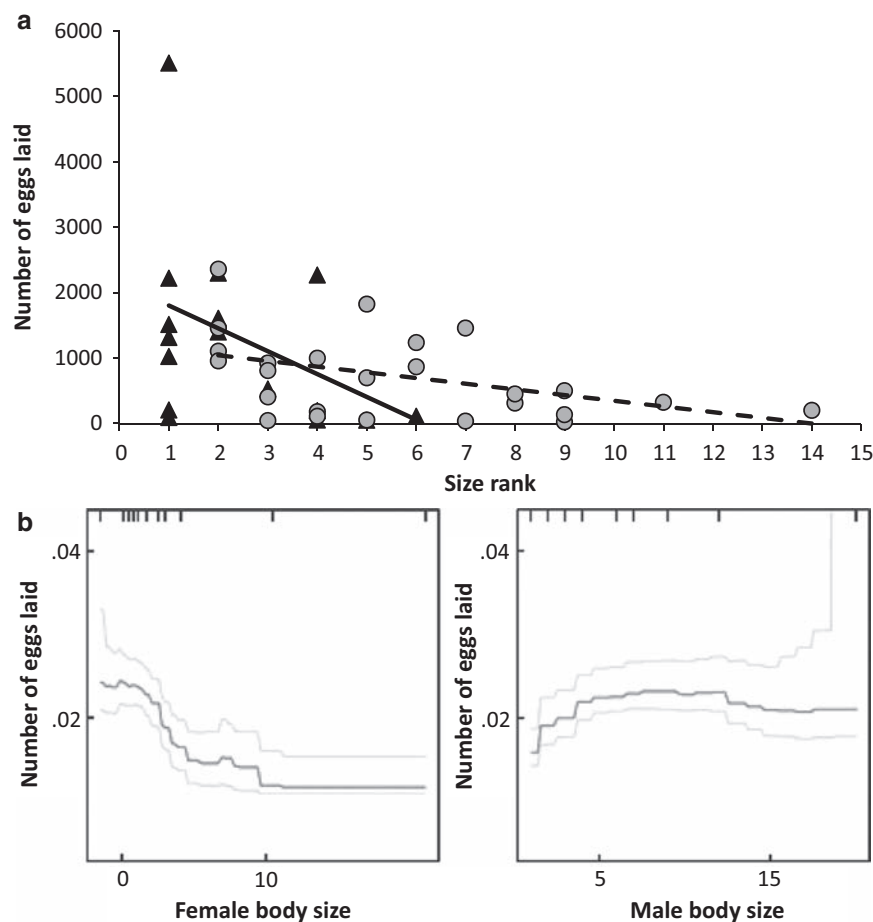 a
Number of eggs laid
6000
5000
4000
3000
2000
1000
0
0 1 2 3 4 5 6 7 8 9 10 11 12 13 14 15
Size rank
b
Number of eggs laid
.04
.02
0 10
Female body size
Number of eggs laid
.04
.02
5 15
Male body size